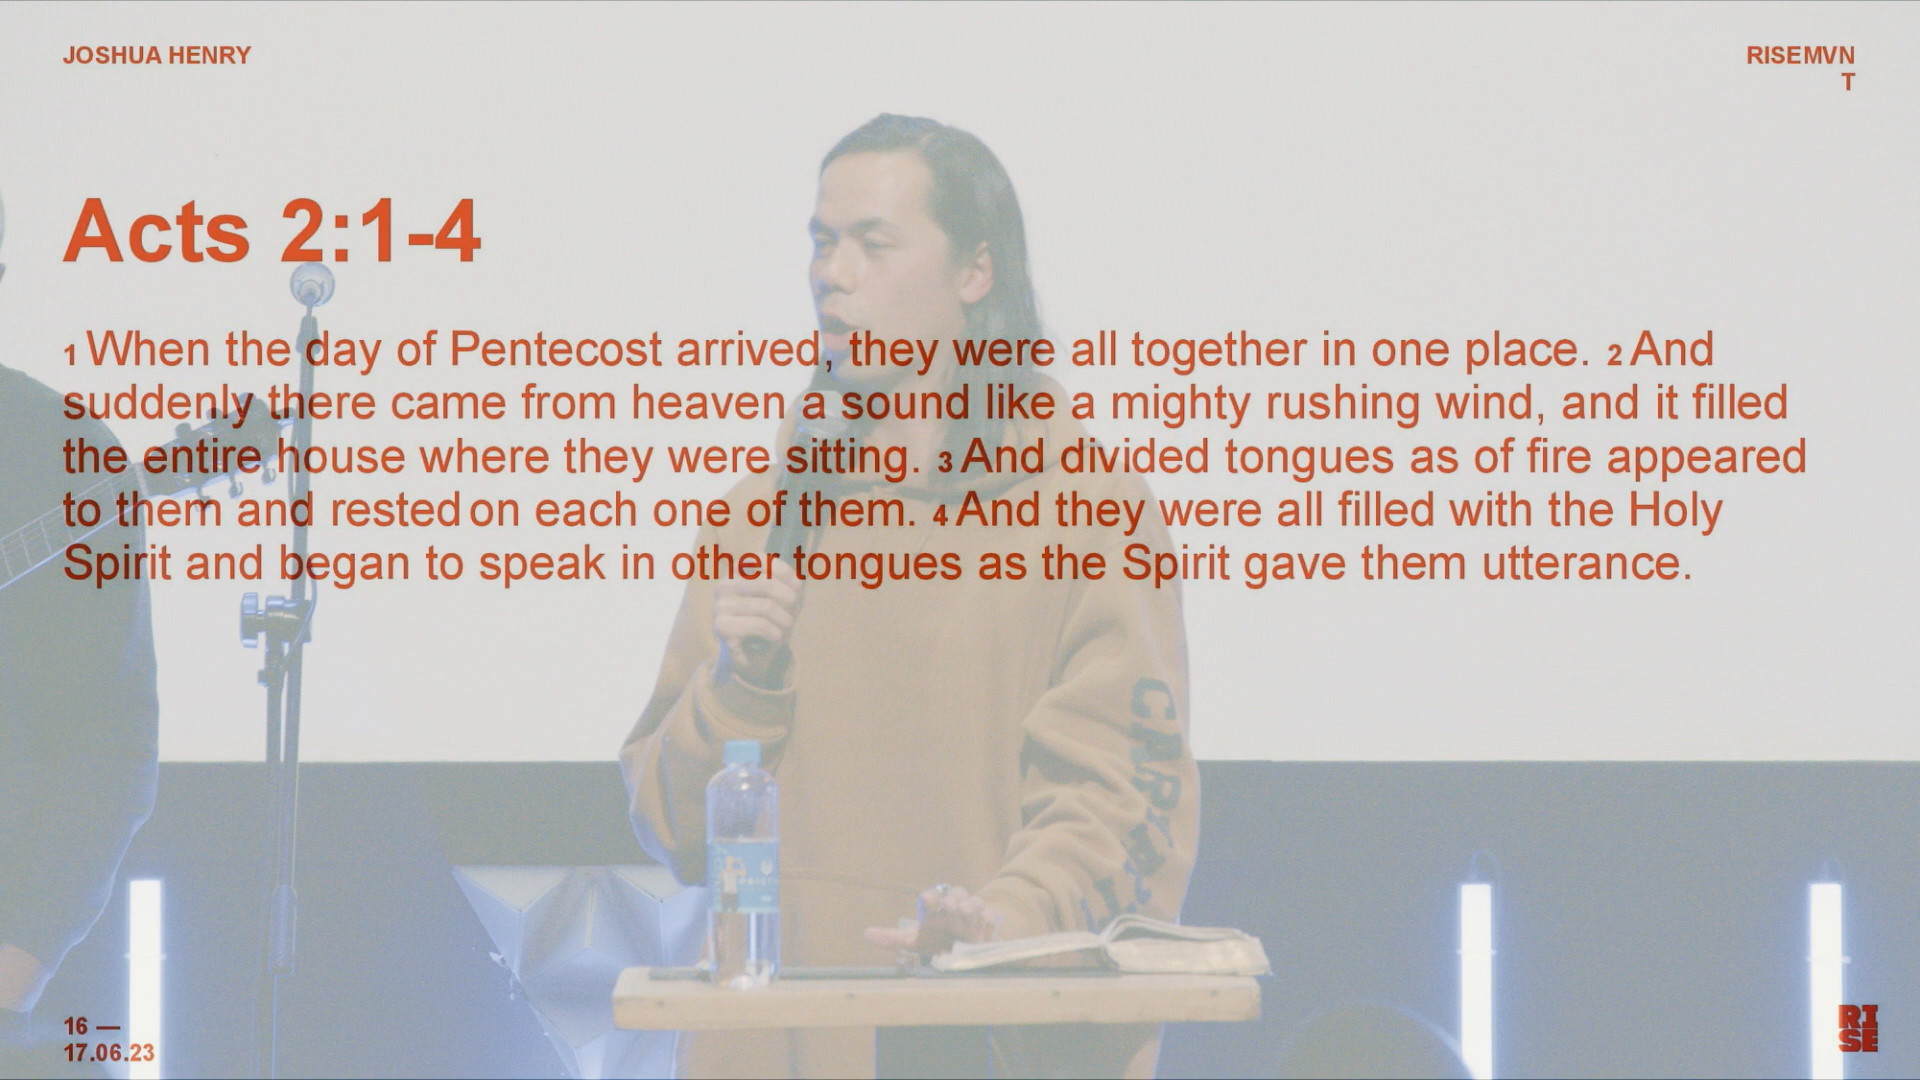 JOSHUA HENRY
RISEMVN
T
Acts 2:1-4
1 When the day of Pentecost arrived, they were all together in one place. 2 And
suddenly there came from heaven a sound like a mighty rushing wind, and it filled
the entire house where they were sitting. 3 And divided tongues as of fire appeared
to them and rested on each one of them. 4 And they were all filled with the Holy
Spirit and began to speak in other tongues as the Spirit gave them utterance.
16 —
17.06.23
RI
SE